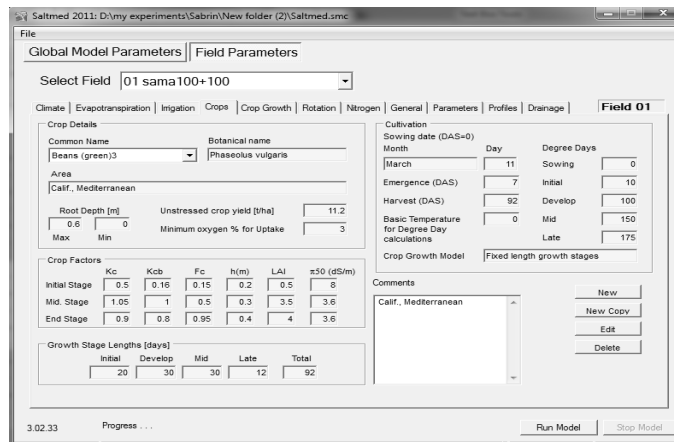 Saltmed 2011: D:\my experiments\Sabrin\New folder (2)\Saltmed.smc
File
Global Model Parameters Field Parameters
Select Field 01 sama100+100
Climate Evapotranspiration Irrigation Crops Crop Growth Rotation Nitrogen General Parameters Profiles Drainage Field 01
Crop Details
Common Name Botanical name
Beans (green)3 Phaseolus vulgaris
Area
Calif., Mediterranean
Root Depth [m] Unstressed crop yield [t/ha] 11.2
0.6 0 Minimum oxygen % for Uptake 3
Max Min
Crop Factors
Kc Kcb Fc h(m) LAI π50 (dS/m)
Initial Stage 0.5 0.16 0.15 0.2 0.5 8
Mid. Stage 1.05 1 0.5 0.3 3.5 3.6
End Stage 0.9 0.8 0.95 0.4 4 3.6
Growth Stage Lengths [days]
Initial Develop Mid Late Total
20 30 30 12 92
Cultivation
Sowing date (DAS=0)
Month Day Degree Days
March 11 Sowing 0
Emergence (DAS) 7 Initial 10
Harvest (DAS) 92 Develop 100
Basic Temperature 0 Mid 150
for Degree Day
calculations Late 175
Crop Growth Model Fixed length growth stages
Comments
Calif., Mediterranean
New
New Copy
Edit
Delete
3.02.33 Progress . . . Run Model Stop Model